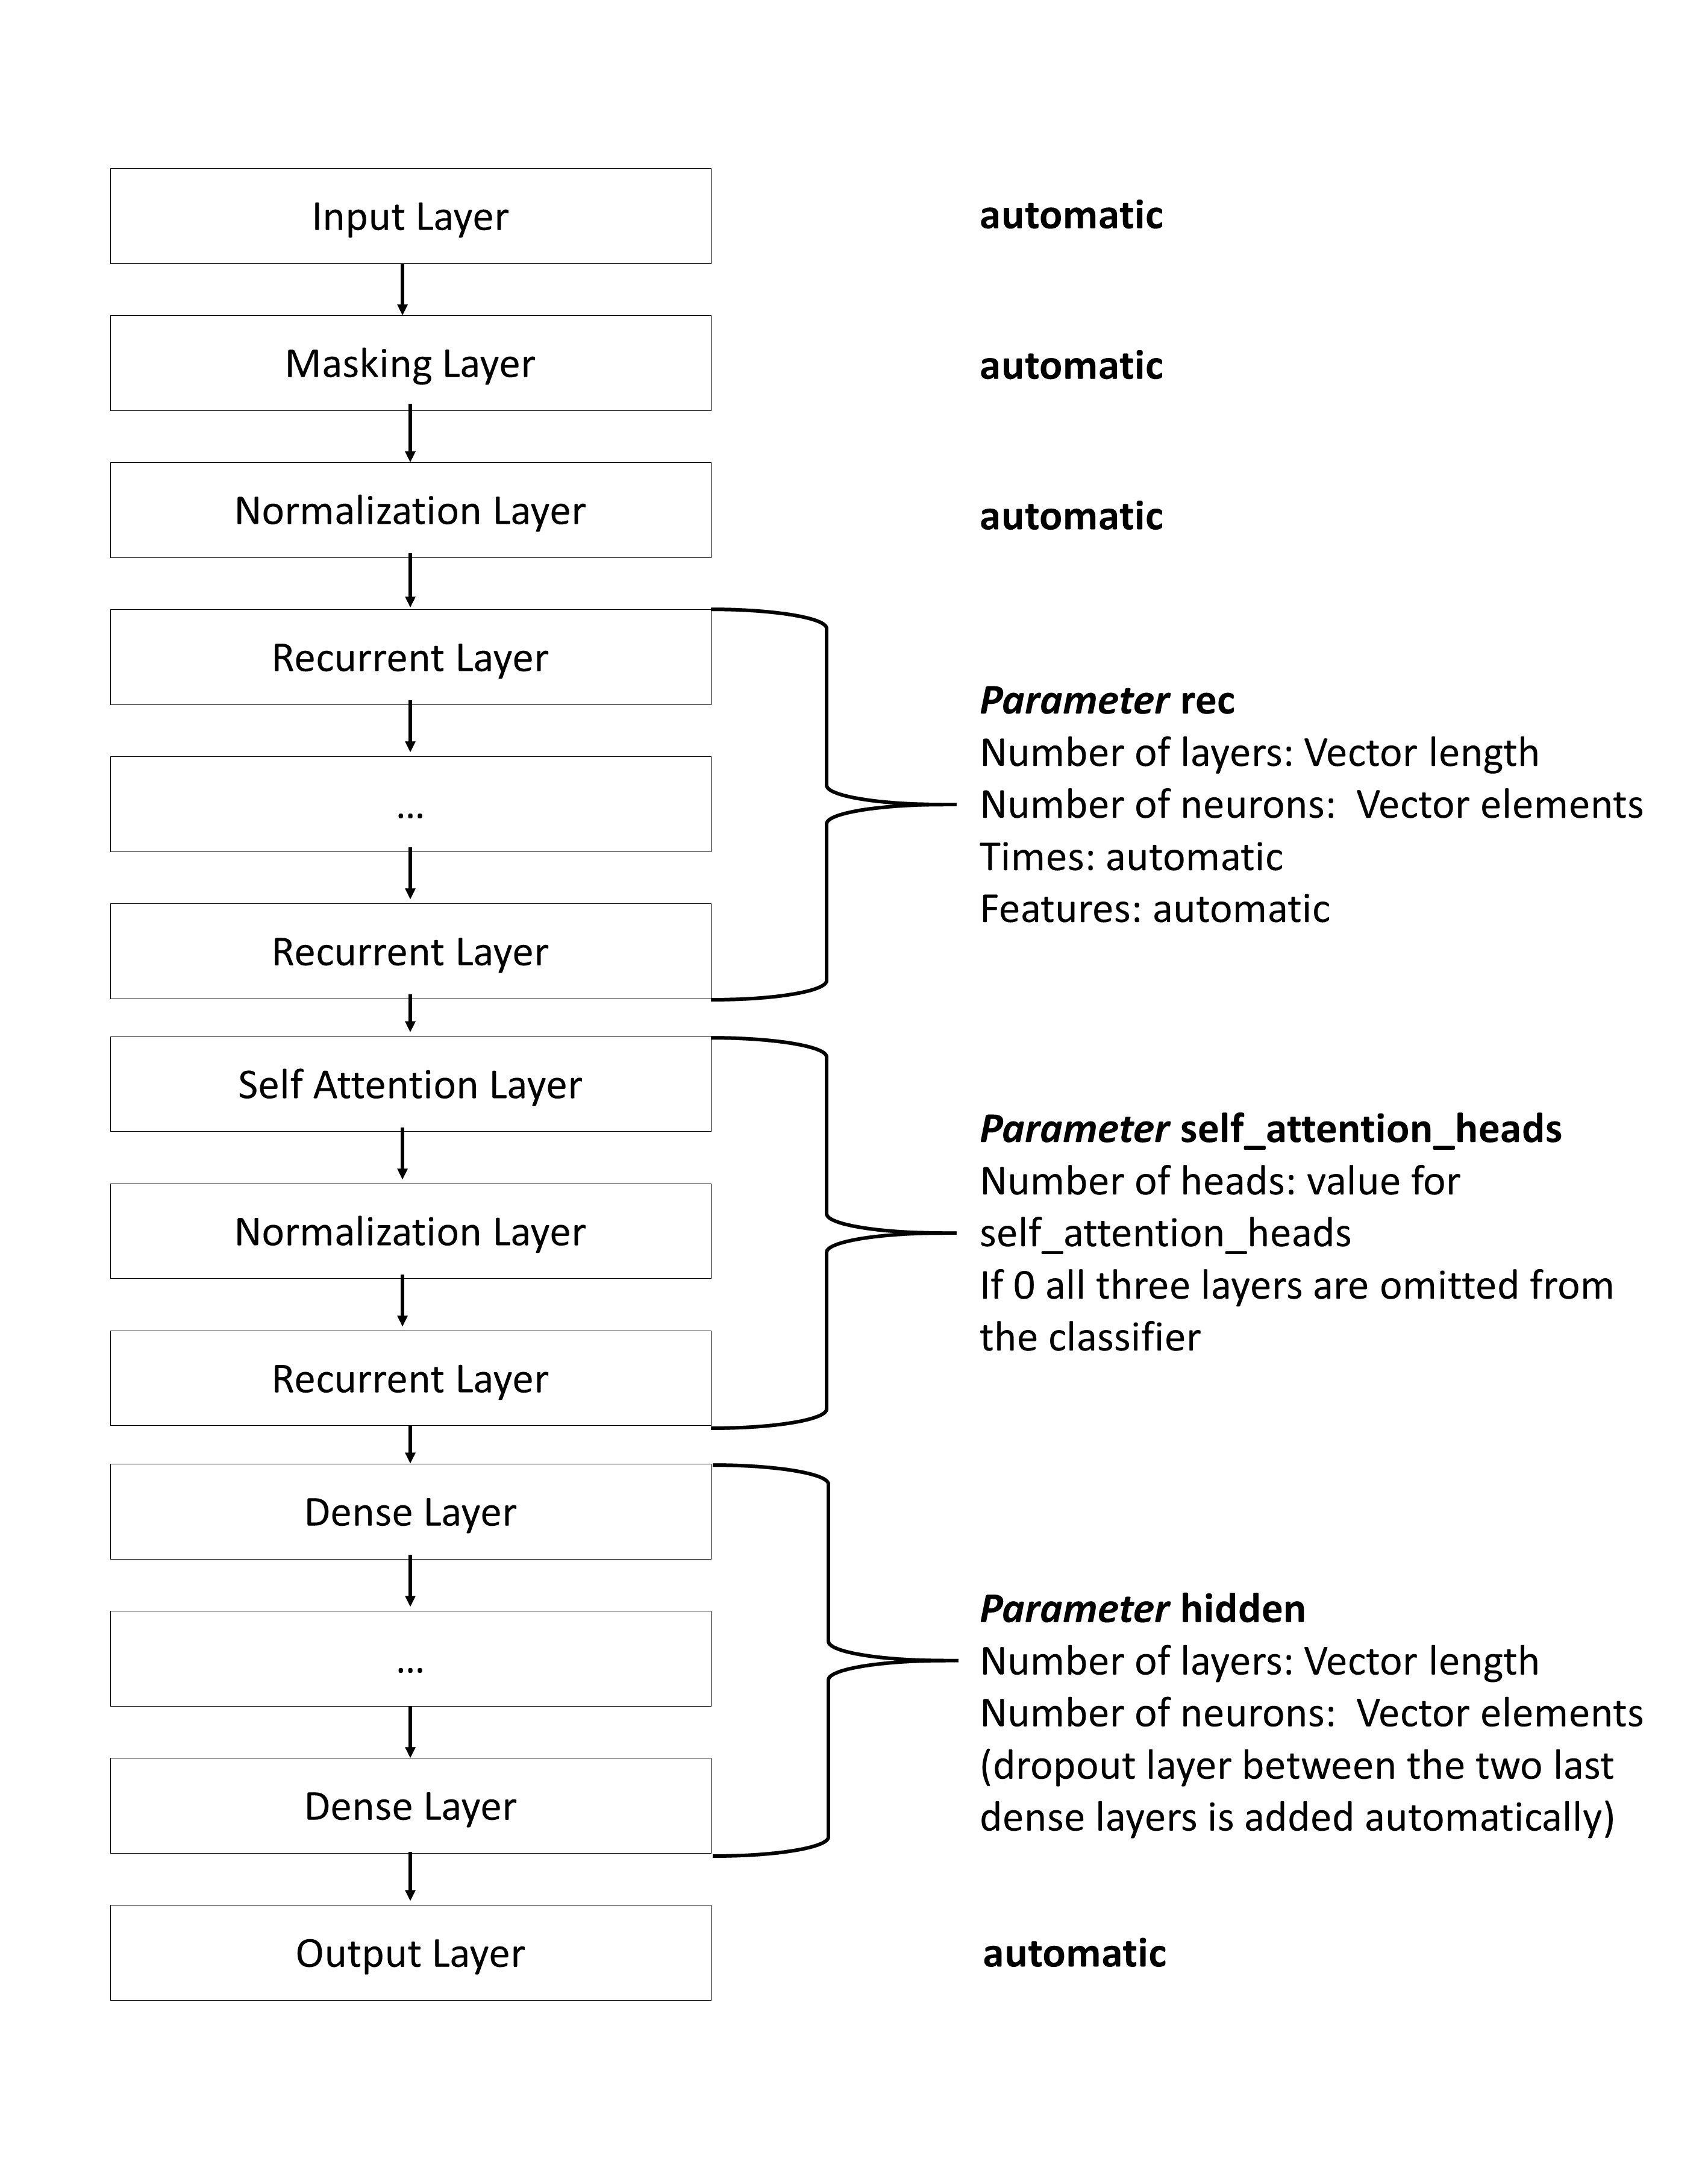 Input Layer
automatic
Masking Layer
automatic
Normalization Layer
automatic
Recurrent Layer
...
Recurrent Layer
Parameter rec
Number of layers: Vector length
Number of neurons:  Vector elements
Times: automatic
Features: automatic
Self Attention Layer
Normalization Layer
Recurrent Layer
Parameter self_attention_heads
Number of heads: value for
self_attention_heads
If 0 all three layers are omitted from
the classifier
Dense Layer
...
Dense Layer
Parameter hidden
Number of layers: Vector length
Number of neurons:  Vector elements
(dropout layer between the two last
dense layers is added automatically)
Output Layer
automatic